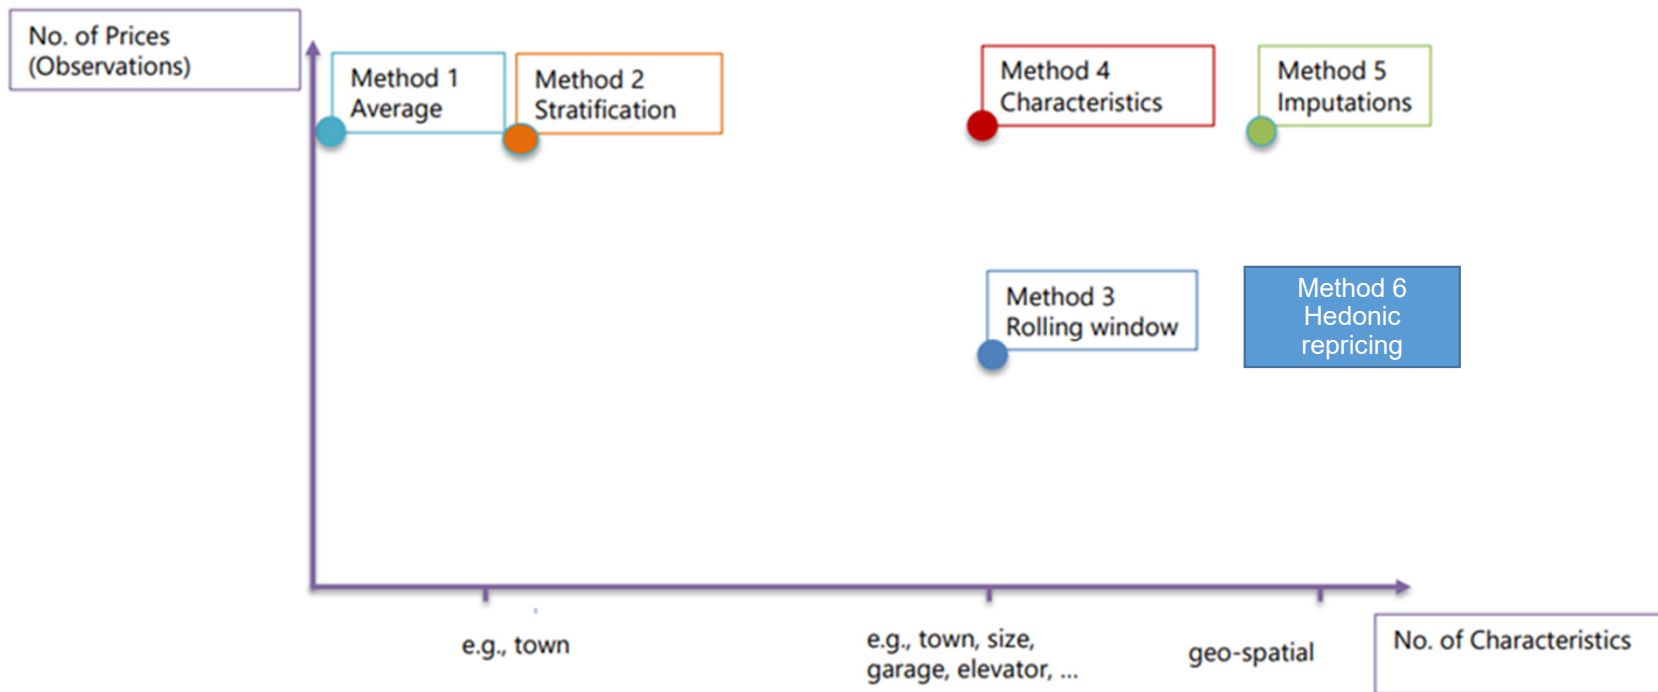 No. of Prices
(Observations)
Method 1
Average
Method 2
Stratification
Method 4
Characteristics
Method 5
Imputations
Method 3
Rolling window
Method 6
Hedonic
repricing
e.g., town
e.g., town, size,
garage, elevator, ...
geo-spatial
No. of Characteristics